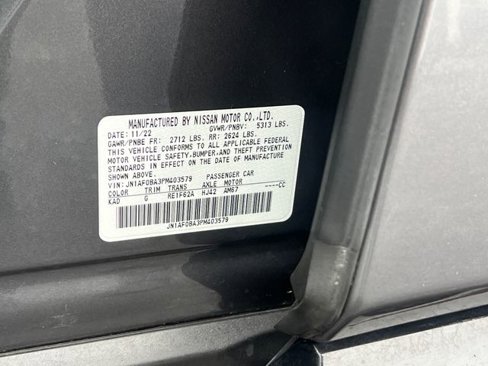 MANUFACTURED BY NISSAN MOTOR CO.,LTD.
DATE: 11/22 GVWR/PNBV: 5313 LBS.
GAWR/PNBE FR: 2712 LBS. RR: 2624 LBS.
THIS VEHICLE CONFORMS TO ALL APPLICABLE FEDERAL
MOTOR VEHICLE SAFETY,BUMPER,AND THEFT PREVENTION
STANDARDS IN EFFECT ON THE DATE OF MANUFACTURE
SHOWN ABOVE.
VIN: JN1AF0BA3PM403579 PASSENGER CAR
COLOR TRIM TRANS AXLE MOTOR ----CC
KAD G RE1F62A HJ42 AM67
JN1AF0BA3PM403579